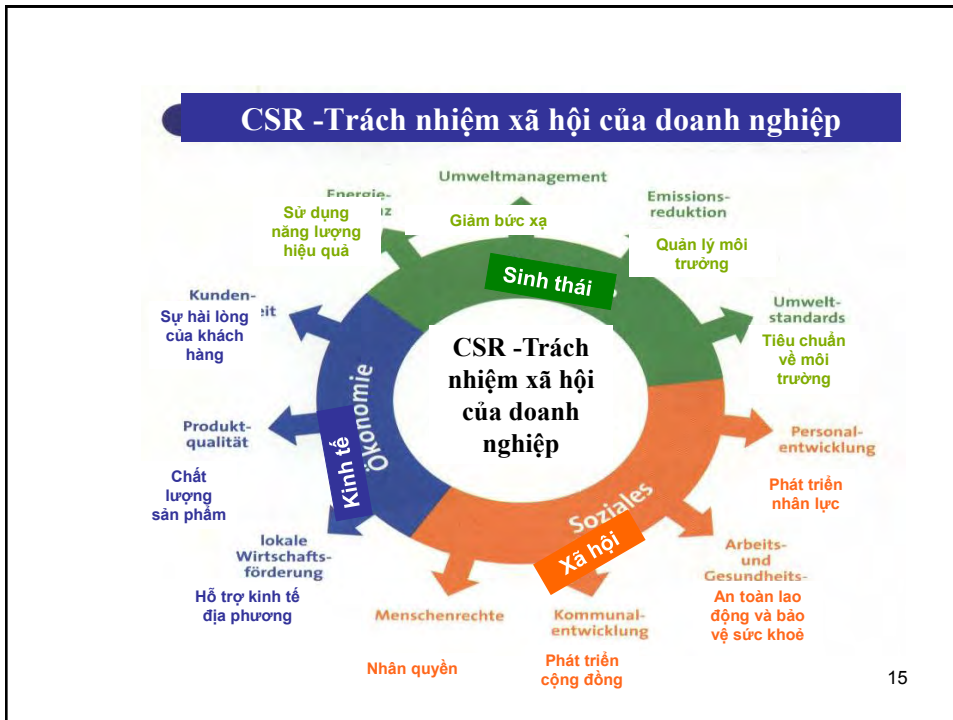 CSR -Trách nhiệm xã hội của doanh nghiệp
Umweltmanagement
Energie-
Sử dụng
năng lượng
hiệu quả
Giảm bức xạ
Emissions-
reduktion
Quản lý môi
trưởng
Sinh thái
Kunden-
Sự hài lòng
của khách
hàng
Umwelt-
standards
Tiêu chuẩn
về môi
trường
CSR -Trách
nhiệm xã hội
của doanh
nghiệp
Ökonomie
Kinh tế
Produkt-
qualität
Chất
lượng
sản phẩm
Personal-
entwicklung
Phát triển
nhân lực
Soziales
Xã hội
lokale
Wirtschafts-
förderung
Hỗ trợ kinh tế
địa phương
Arbeits-
und
Gesundheits-
An toàn lao
động và bảo
vệ sức khoẻ
Menschenrechte
Nhân quyền
Kommunal-
entwicklung
Phát triển
cộng đồng
15